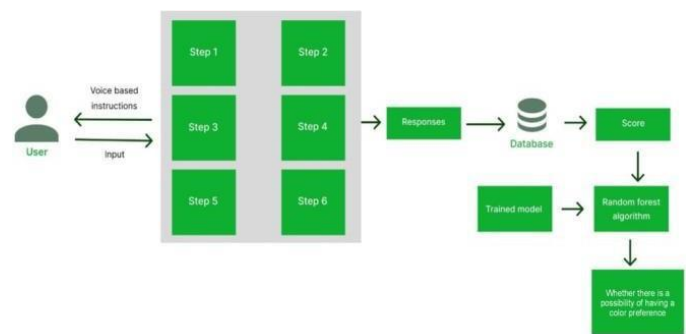 Step 1
Step 2
Voice based
instructions
Step 3
Step 4
Responses
Database
Score
User
Input
Step 5
Step 6
Trained model
Random forest
algorithm
Whether there is a
possibility of having a
color preference